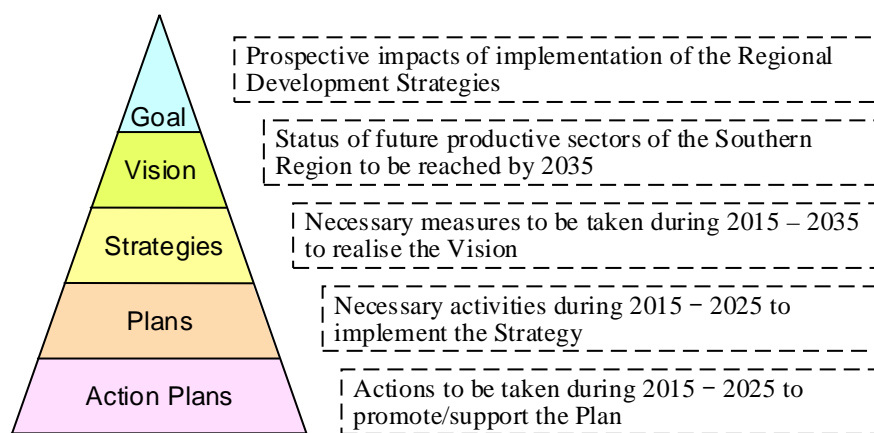 Goal
Prospective impacts of implementation of the Regional
Development Strategies
Vision
Status of future productive sectors of the Southern
Region to be reached by 2035
Strategies
Necessary measures to be taken during 2015 – 2035
to realise the Vision
Plans
Necessary activities during 2015 − 2025 to
implement the Strategy
Action Plans
Actions to be taken during 2015 − 2025 to
promote/support the Plan